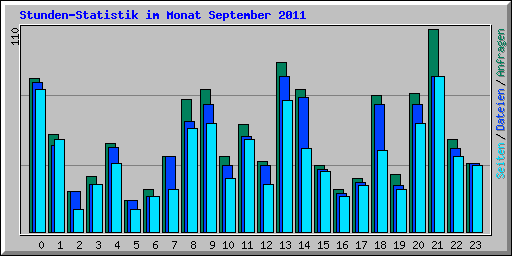 Stunden-Statistik im Monat September 2011
110
Seiten/Dateien/Anfragen
0 1 2 3 4 5 6 7 8 9 10 11 12 13 14 15 16 17 18 19 20 21 22 23